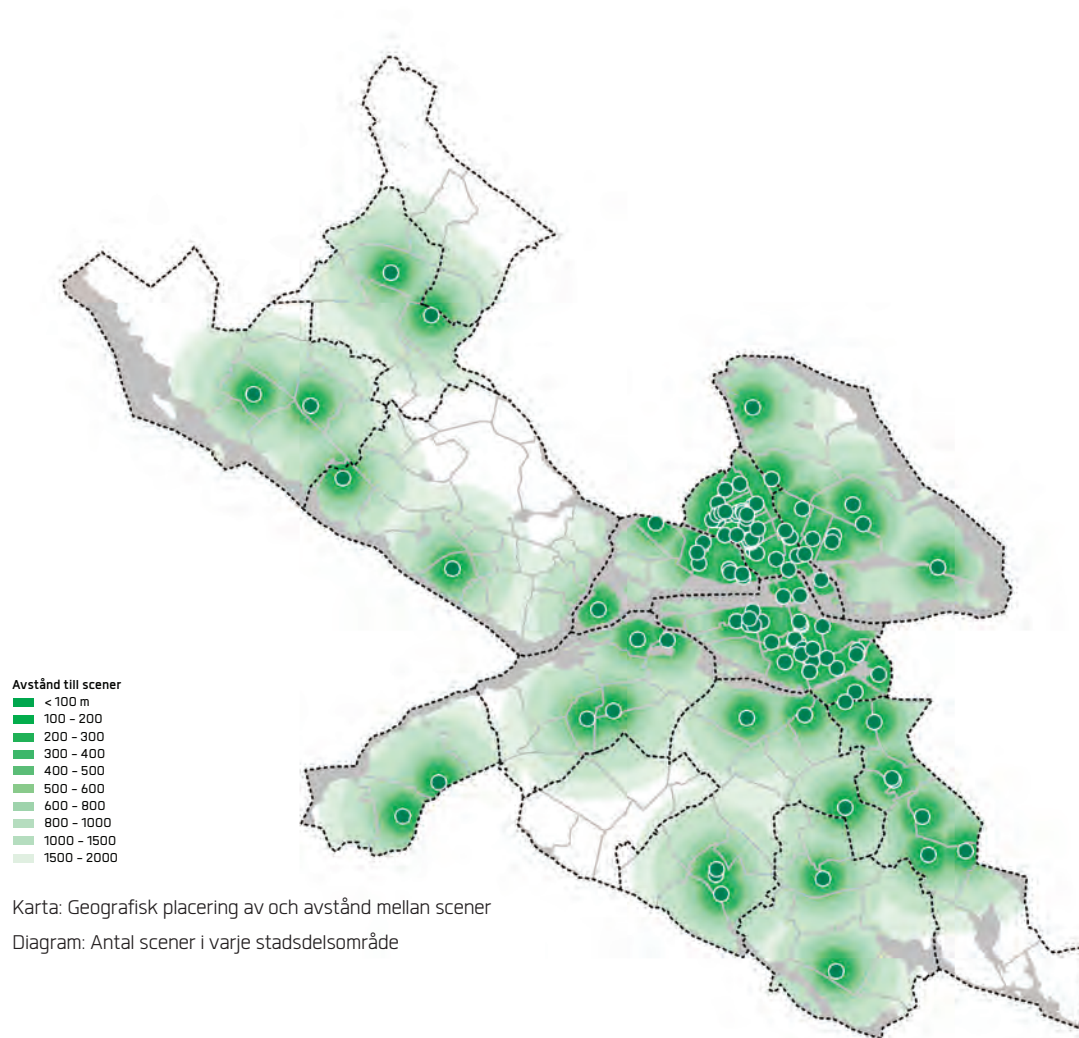 Avstånd till scener
< 100 m
100 – 200
200 – 300
300 – 400
400 – 500
500 – 600
600 – 800
800 – 1000
1000 – 1500
1500 – 2000
Karta: Geografisk placering av och avstånd mellan scener
Diagram: Antal scener i varje stadsdelsområde